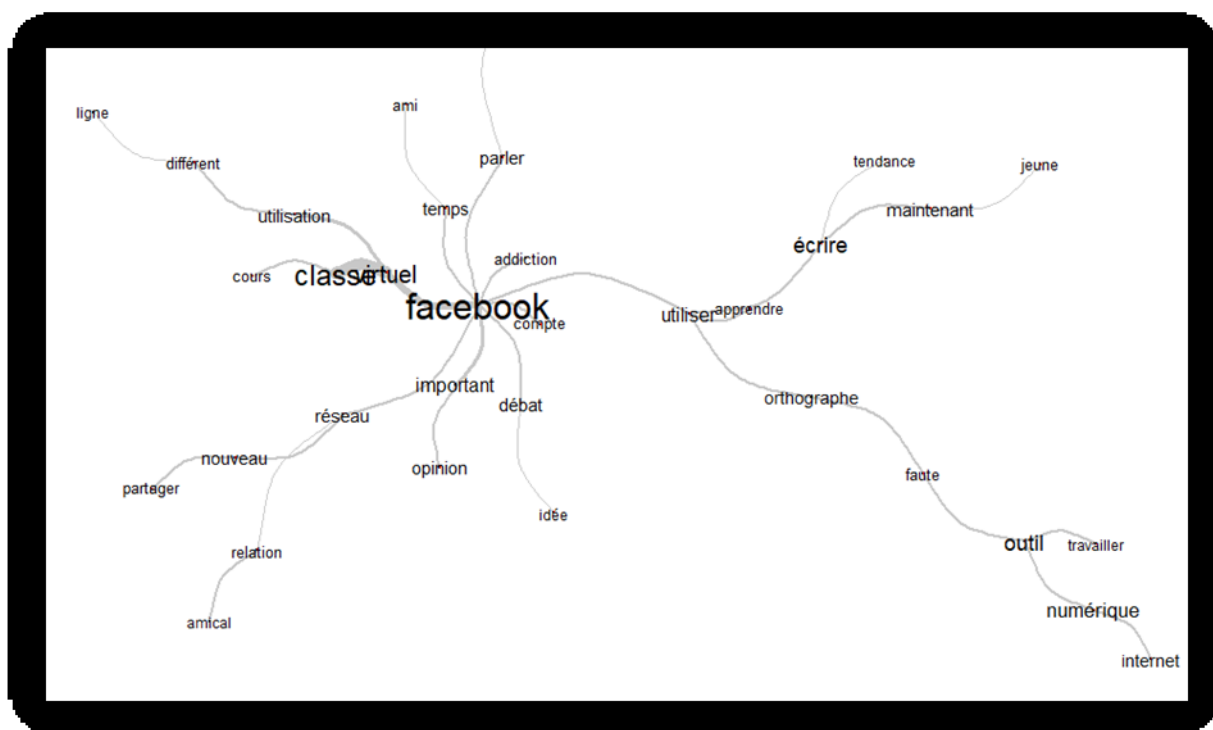 ligne
ami
différent
parler
tendance
jeune
utilisation
temps
maintenant
écrire
cours
classe
virtuel
addiction
facebook
compte
utiliser
apprendre
important
débat
orthographe
réseau
nouveau
opinion
faute
partager
idée
outil
travailler
relation
numérique
amical
internet